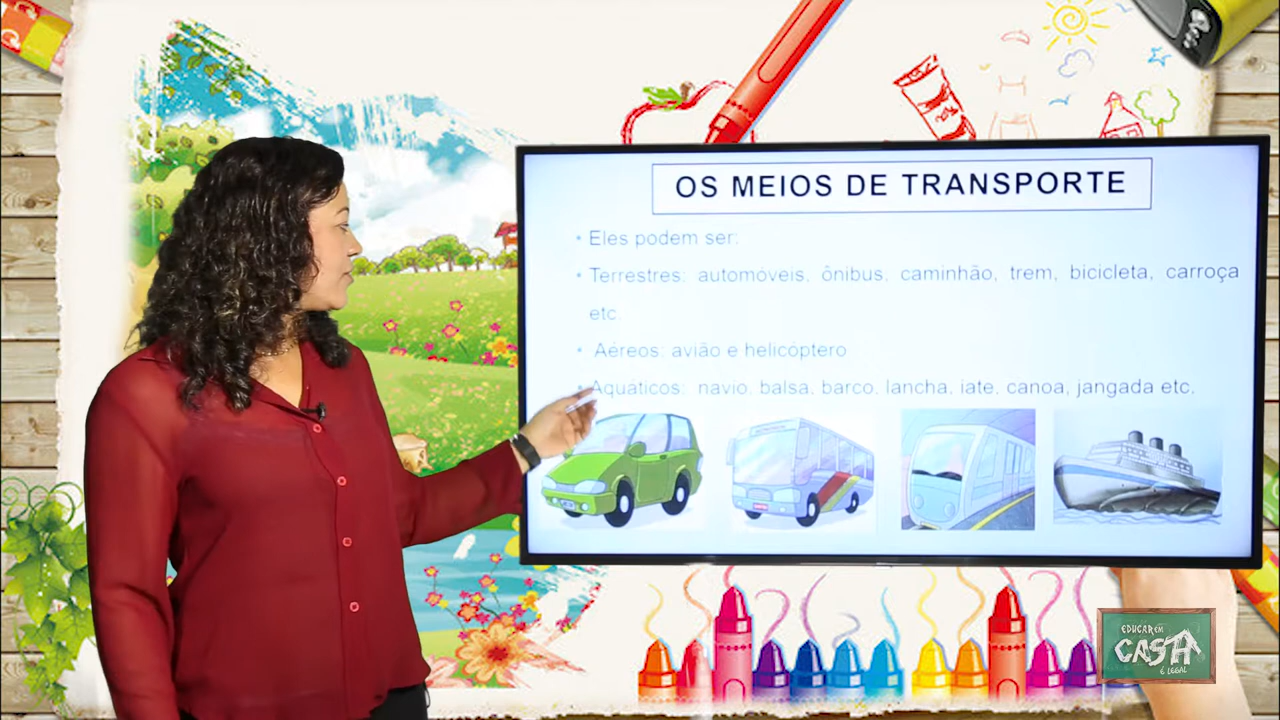 OS MEIOS DE TRANSPORTE
• Eles podem ser:
• Terrestres: automóveis, ônibus, caminhão, trem, bicicleta, carroça
etc.
• Aéreos: avião e helicóptero
• Aquáticos: navio, balsa, barco, lancha, iate, canoa, jangada etc.
EDUCAR EM
CASA
É LEGAL